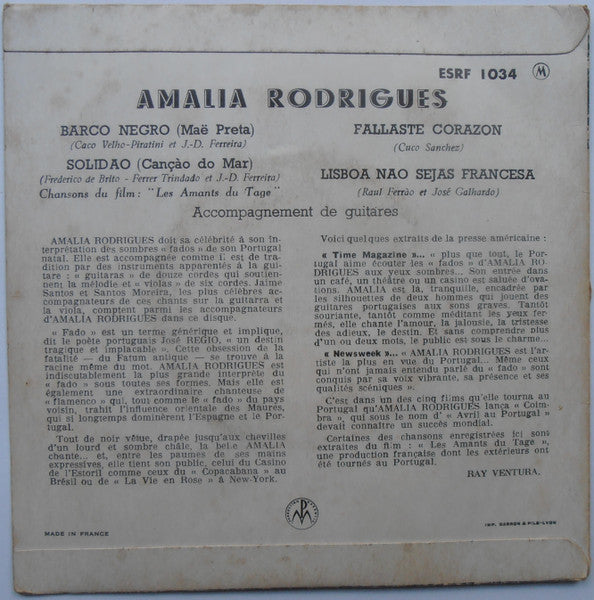 ESRF 1034 M
AMALIA RODRIGUES
BARCO NEGRO (Maë Preta)
(Caco Velho-Piratini et J.-D. Ferreira)
SOLIDAO (Cançào do Mar)
(Frederico de Brito - Ferrer Trindado et J.-D. Ferreira)
Chansons du film : "Les Amants du Tage"
FALLASTE CORAZON
(Cuco Sanchez)
LISBOA NAO SEJAS FRANCESA
(Raul Ferrào et José Galhardo)
Accompagnement de guitares
AMALIA RODRIGUES doit sa célébrité à son in-
terprétation des sombres « fados » de son Portugal
natal. Elle est accompagnée comme il est de tra-
dition par des instruments apparentés à la gui-
tare : « guitaras » de douze cordes qui soutien-
nent la mélodie et « violas » de six cordes. Jaime
Santos et Santos Moreira, les plus célèbres ac-
compagnateurs de ces chants sur la guitarra et
la viola, comptent parmi les accompagnateurs
d'AMALIA RODRIGUES dans ce disque.
« Fado » est un terme générique et implique,
dit le poète portuguais José REGIO, « un destin
tragique et implacable ». Cette obsession de la
fatalité — du Fatum antique — se trouve à la
racine même du mot. AMALIA RODRIGUES est
indiscutablement la plus grande interprète du
« fado » sous toutes ses formes. Mais elle est
également une extraordinaire chanteuse de
« flamenco » qui, tout comme le « fado » du pays
voisin, trahit l'influence orientale des Maures,
qui si longtemps dominèrent l'Espagne et le Por-
tugal.
Tout de noir vêtue, drapée jusqu'aux chevilles
d'un lourd et sombre châle, la belle AMALIA
chante... et, entre les paumes de ses mains
expressives, elle tient son public, celui du Casino
de l'Estoril comme ceux du « Copacabana » au
Brésil ou de « La Vie en Rose » à New-York.
Voici quelques extraits de la presse américaine :
« Time Magazine »... « plus que tout, le Por-
tugal aime écouter les « fados » d'AMALIA RO-
DRIGUES aux yeux sombres... Son entrée dans
un café, un théâtre ou un casino est saluée d'ova-
tions. AMALIA est là, tranquille, encadrée par
les silhouettes de deux hommes qui jouent des
guitares portugaises aux sons graves. Tantôt
souriante, tantôt comme méditant les yeux fer-
més, elle chante l'amour, la jalousie, la tristesse
des adieux, le destin. Et sans comprendre plus
d'un ou deux mots, le public est sous le charme...
« Newsweek »... « AMALIA RODRIGUES est l'ar-
tiste la plus en vue du Portugal... Même ceux
qui n'ont jamais entendu parlé du « fado » sont
conquis par sa voix vibrante, sa présence et ses
qualités scéniques ».
C'est dans un des cinq films qu'elle tourna au
Portugal qu'AMALIA RODRIGUES lança « Coim-
bra », qui sous le nom d' « Avril au Portugal »
devait connaître un succès mondial.
Certaines des chansons enregistrées ici sont
extraites du film : « Les Amants du Tage »,
une production française dont les extérieurs ont
été tournés au Portugal.
RAY VENTURA.
MADE IN FRANCE
IMP. GARRON & FILS-LYON